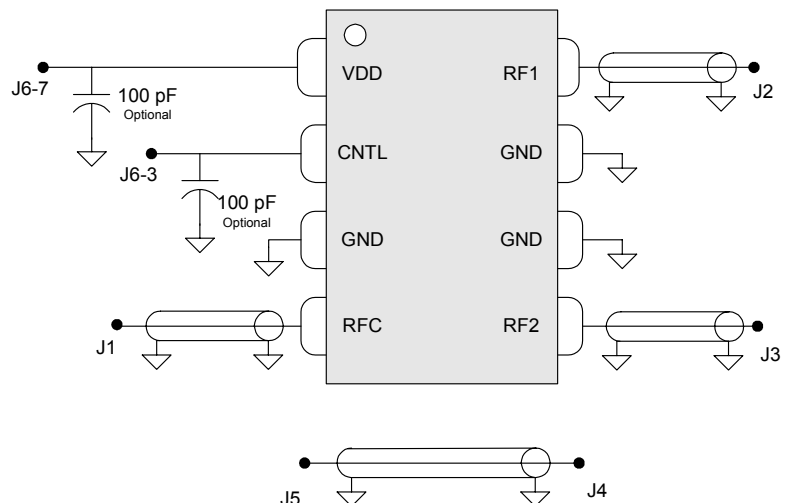 VDD
RF1
J6-7
100 pF
Optional
J2
CNTL
GND
J6-3
100 pF
Optional
GND
GND
J1
RFC
RF2
J3
J5
J4